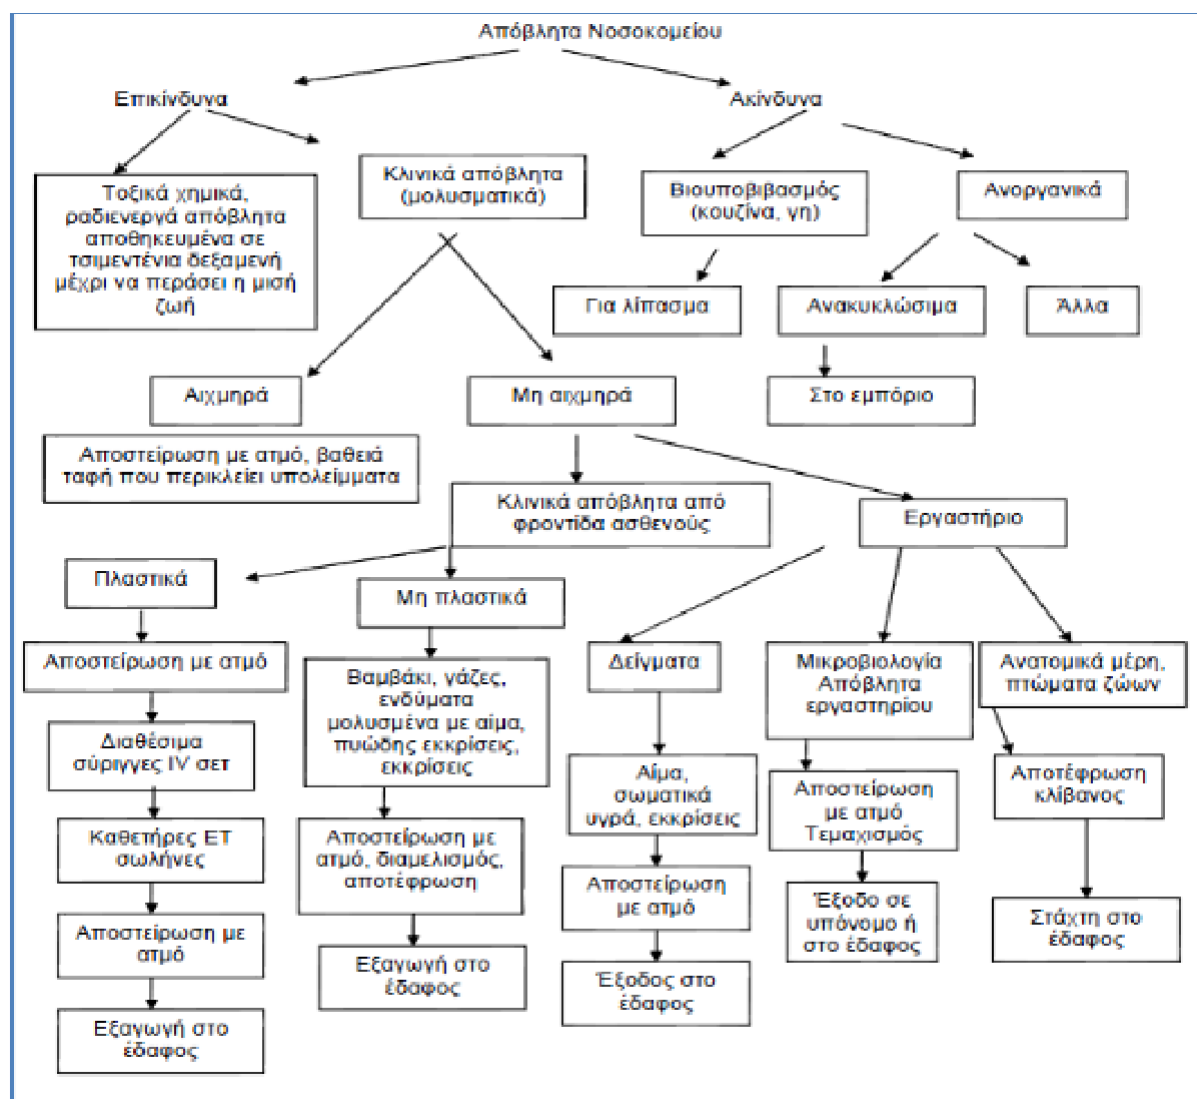 Απόβλητα Νοσοκομείου
Επικίνδυνα
Ακίνδυνα
Τοξικά χημικά,
ραδιενεργά απόβλητα
αποθηκευμένα σε
τσιμεντένια δεξαμενή
μέχρι να περάσει η μισή
ζωή
Κλινικά απόβλητα
(μολυσματικά)
Βιουποβιβασμός
(κουζίνα, γη)
Ανοργανικά
Για λίπασμα
Ανακυκλώσιμα
Άλλα
Αιχμηρά
Μη αιχμηρά
Στο εμπόριο
Αποστείρωση με ατμό, βαθειά
ταφή που περικλείει υπολείμματα
Κλινικά απόβλητα από
φροντίδα ασθενούς
Εργαστήριο
Πλαστικά
Μη πλαστικά
Αποστείρωση με ατμό
Δείγματα
Μικροβιολογία
Απόβλητα
εργαστηρίου
Ανατομικά μέρη,
πτώματα ζώων
Βαμβάκι, γάζες,
ενδύματα
μολυσμένα με αίμα,
πυώδης εκκρίσεις,
εκκρίσεις
Διαθέσιμα
σύριγγες IV σετ
Αίμα,
σωματικά
υγρά, εκκρίσεις
Αποστείρωση
με ατμό
Τεμαχισμός
Αποτέφρωση
κλίβανος
Καθετήρες ΕΤ
σωλήνες
Αποστείρωση με
ατμό, διαμελισμός,
αποτέφρωση
Αποστείρωση
με ατμό
Έξοδο σε
υπόνομο ή
στο έδαφος
Στάχτη στο
έδαφος
Αποστείρωση με
ατμό
Εξαγωγή στο
έδαφος
Έξοδος στο
έδαφος
Εξαγωγή στο
έδαφος